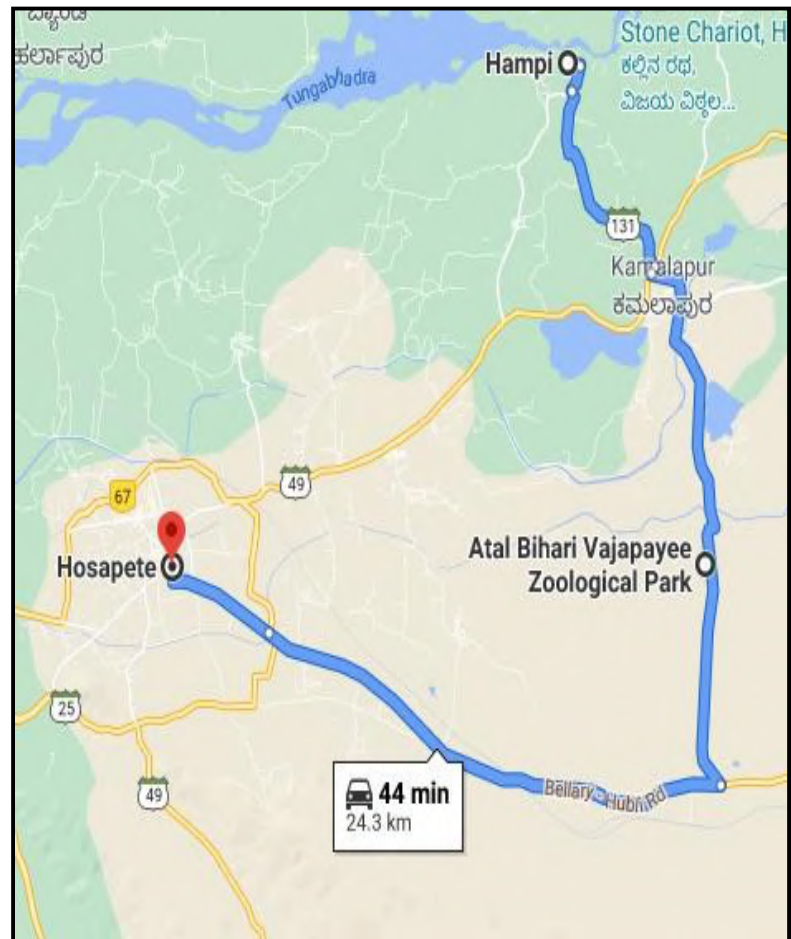 ಹರ್ಲಾಪುರ
Stone Chariot, H
ಕಲ್ಲಿನ ರಥ,
ವಿಜಯ ವಿಠ್ಠಲ...
Hampi
Tungabhadra
131
Kamalapur
ಕಮಲಾಪುರ
49
67
Hosapete
Atal Bihari Vajapayee
Zoological Park
25
49
44 min
24.3 km
Bellary - Hubli Rd